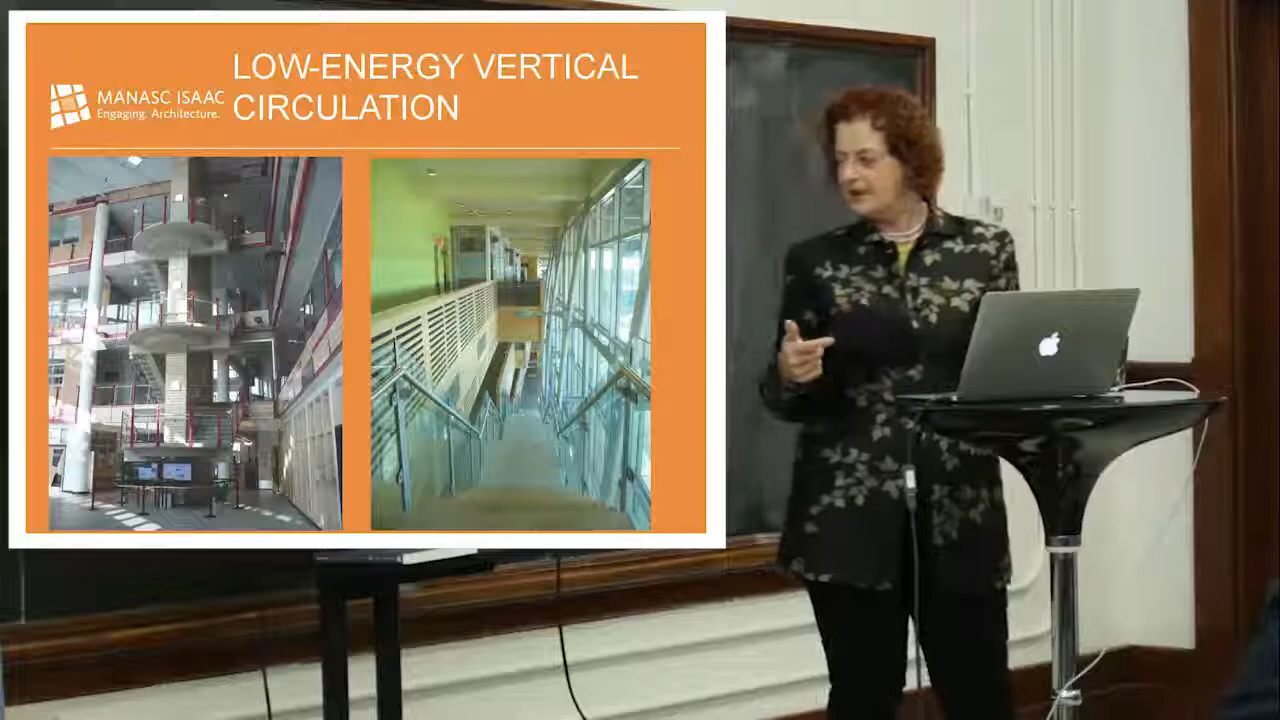 LOW-ENERGY VERTICAL
CIRCULATION
MANASC ISAAC
Engaging. Architecture.